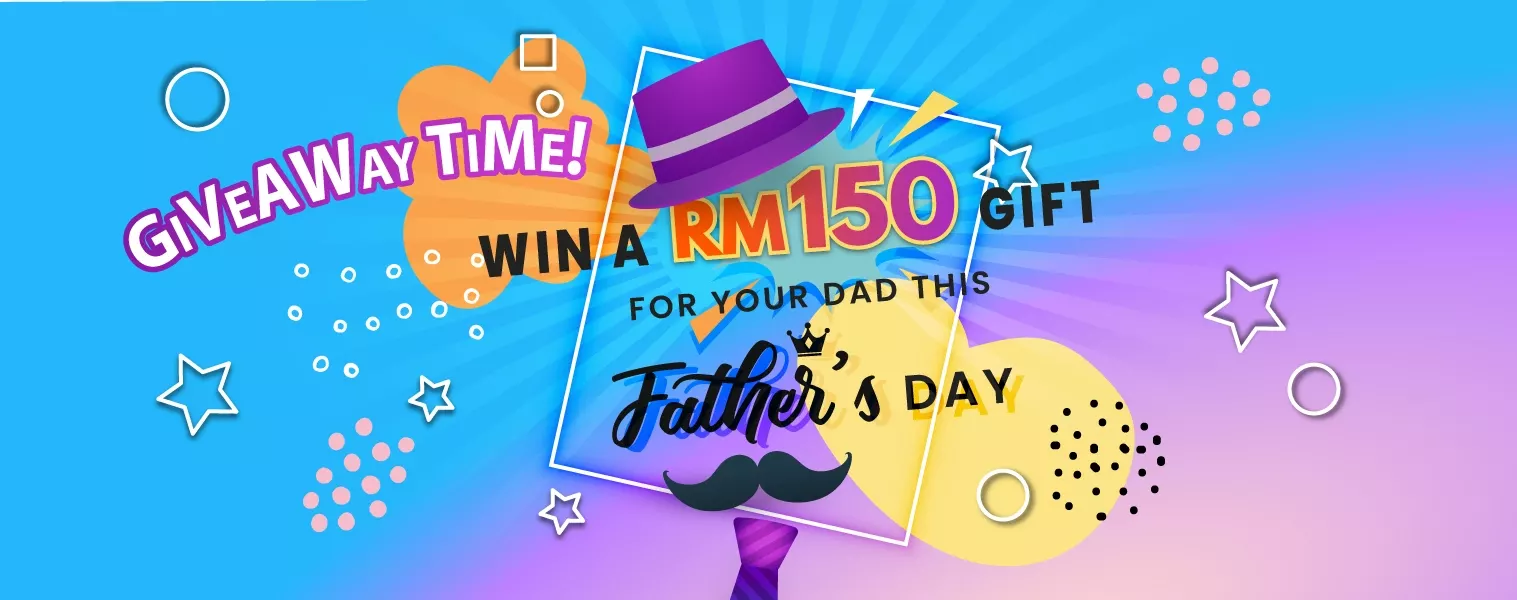 GiVeAWay TiMe!
WIN A RM150 GIFT
FOR YOUR DAD THIS
Father's DAY